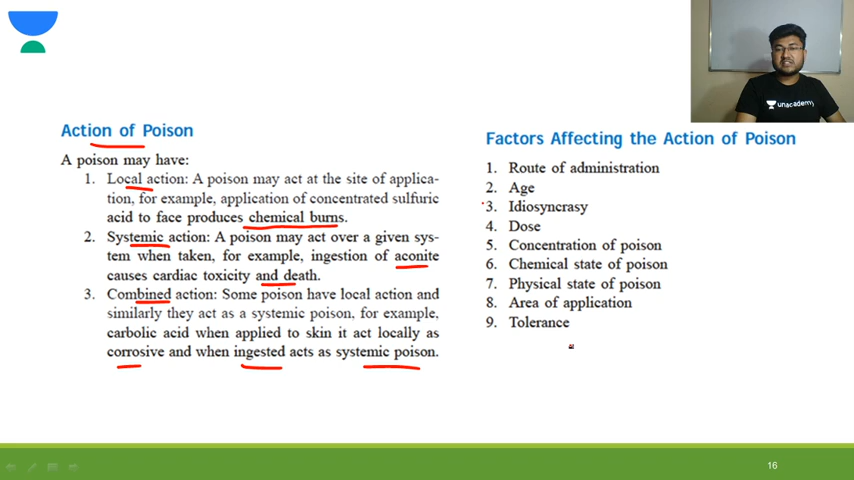 unacademy
Action of Poison
A poison may have:
1. Local action: A poison may act at the site of applica-
tion, for example, application of concentrated sulfuric
acid to face produces chemical burns.
2. Systemic action: A poison may act over a given sys-
tem when taken, for example, ingestion of aconite
causes cardiac toxicity and death.
3. Combined action: Some poison have local action and
similarly they act as a systemic poison, for example,
carbolic acid when applied to skin it act locally as
corrosive and when ingested acts as systemic poison.
Factors Affecting the Action of Poison
1. Route of administration
2. Age
3. Idiosyncrasy
4. Dose
5. Concentration of poison
6. Chemical state of poison
7. Physical state of poison
8. Area of application
9. Tolerance
16